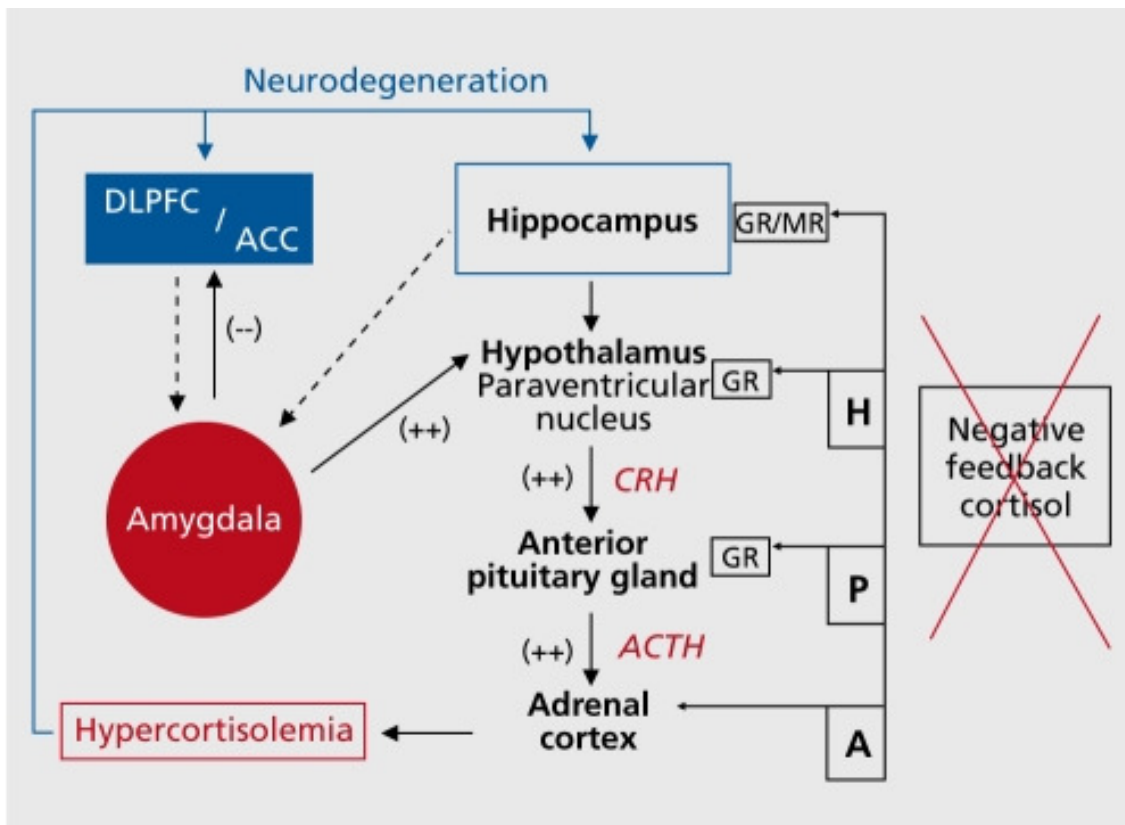 Neurodegeneration
DLPFC
/
ACC
Hippocampus
GR/MR
(--)
Hypothalamus
Paraventricular
nucleus
GR
H
(++)
Negative
feedback
cortisol
Amygdala
(++)
CRH
Anterior
pituitary gland
GR
P
(++)
ACTH
Adrenal
cortex
A
Hypercortisolemia